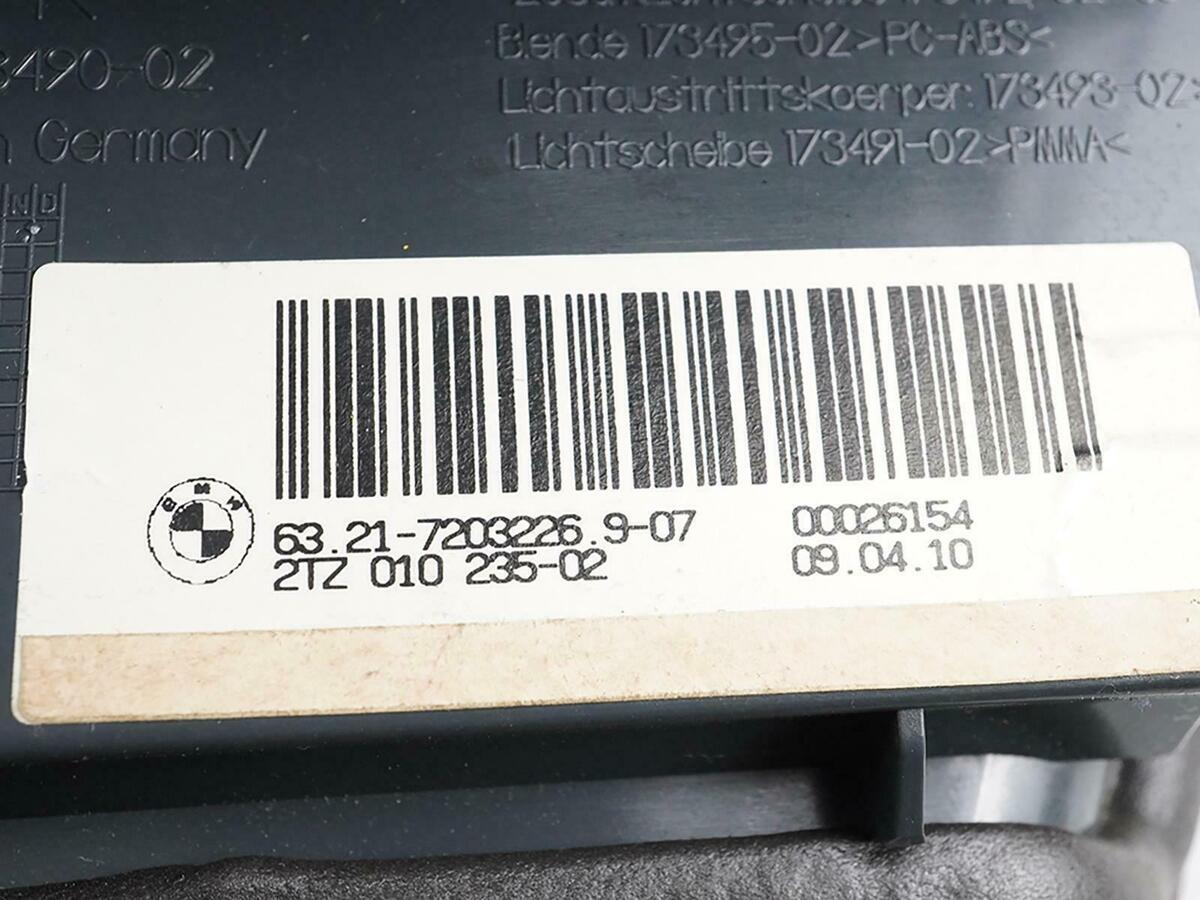 3490-02
Germany
N D
Blende 173495-02 >PC-ABS<
Lichtaustrittskoerper: 173493-02
Lichtscheibe 173491-02 >PMMA<
BMW
63.21-7203226.9-07
2TZ 010 235-02
00026154
09.04.10